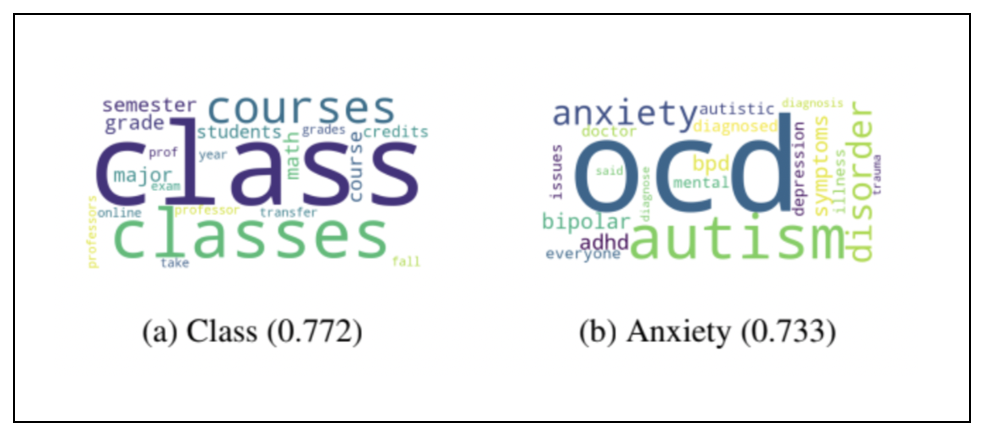 semester courses
grade students grades credits
class
prof year math course
major exam
professors online professor transfer
classes
take fall
anxiety autistic diagnosis
doctor diagnosed
ocd
issues said bpd depression symptoms illness disorder trauma
mental diagnose
bipolar
adhd autism
everyone
(a) Class (0.772) (b) Anxiety (0.733)